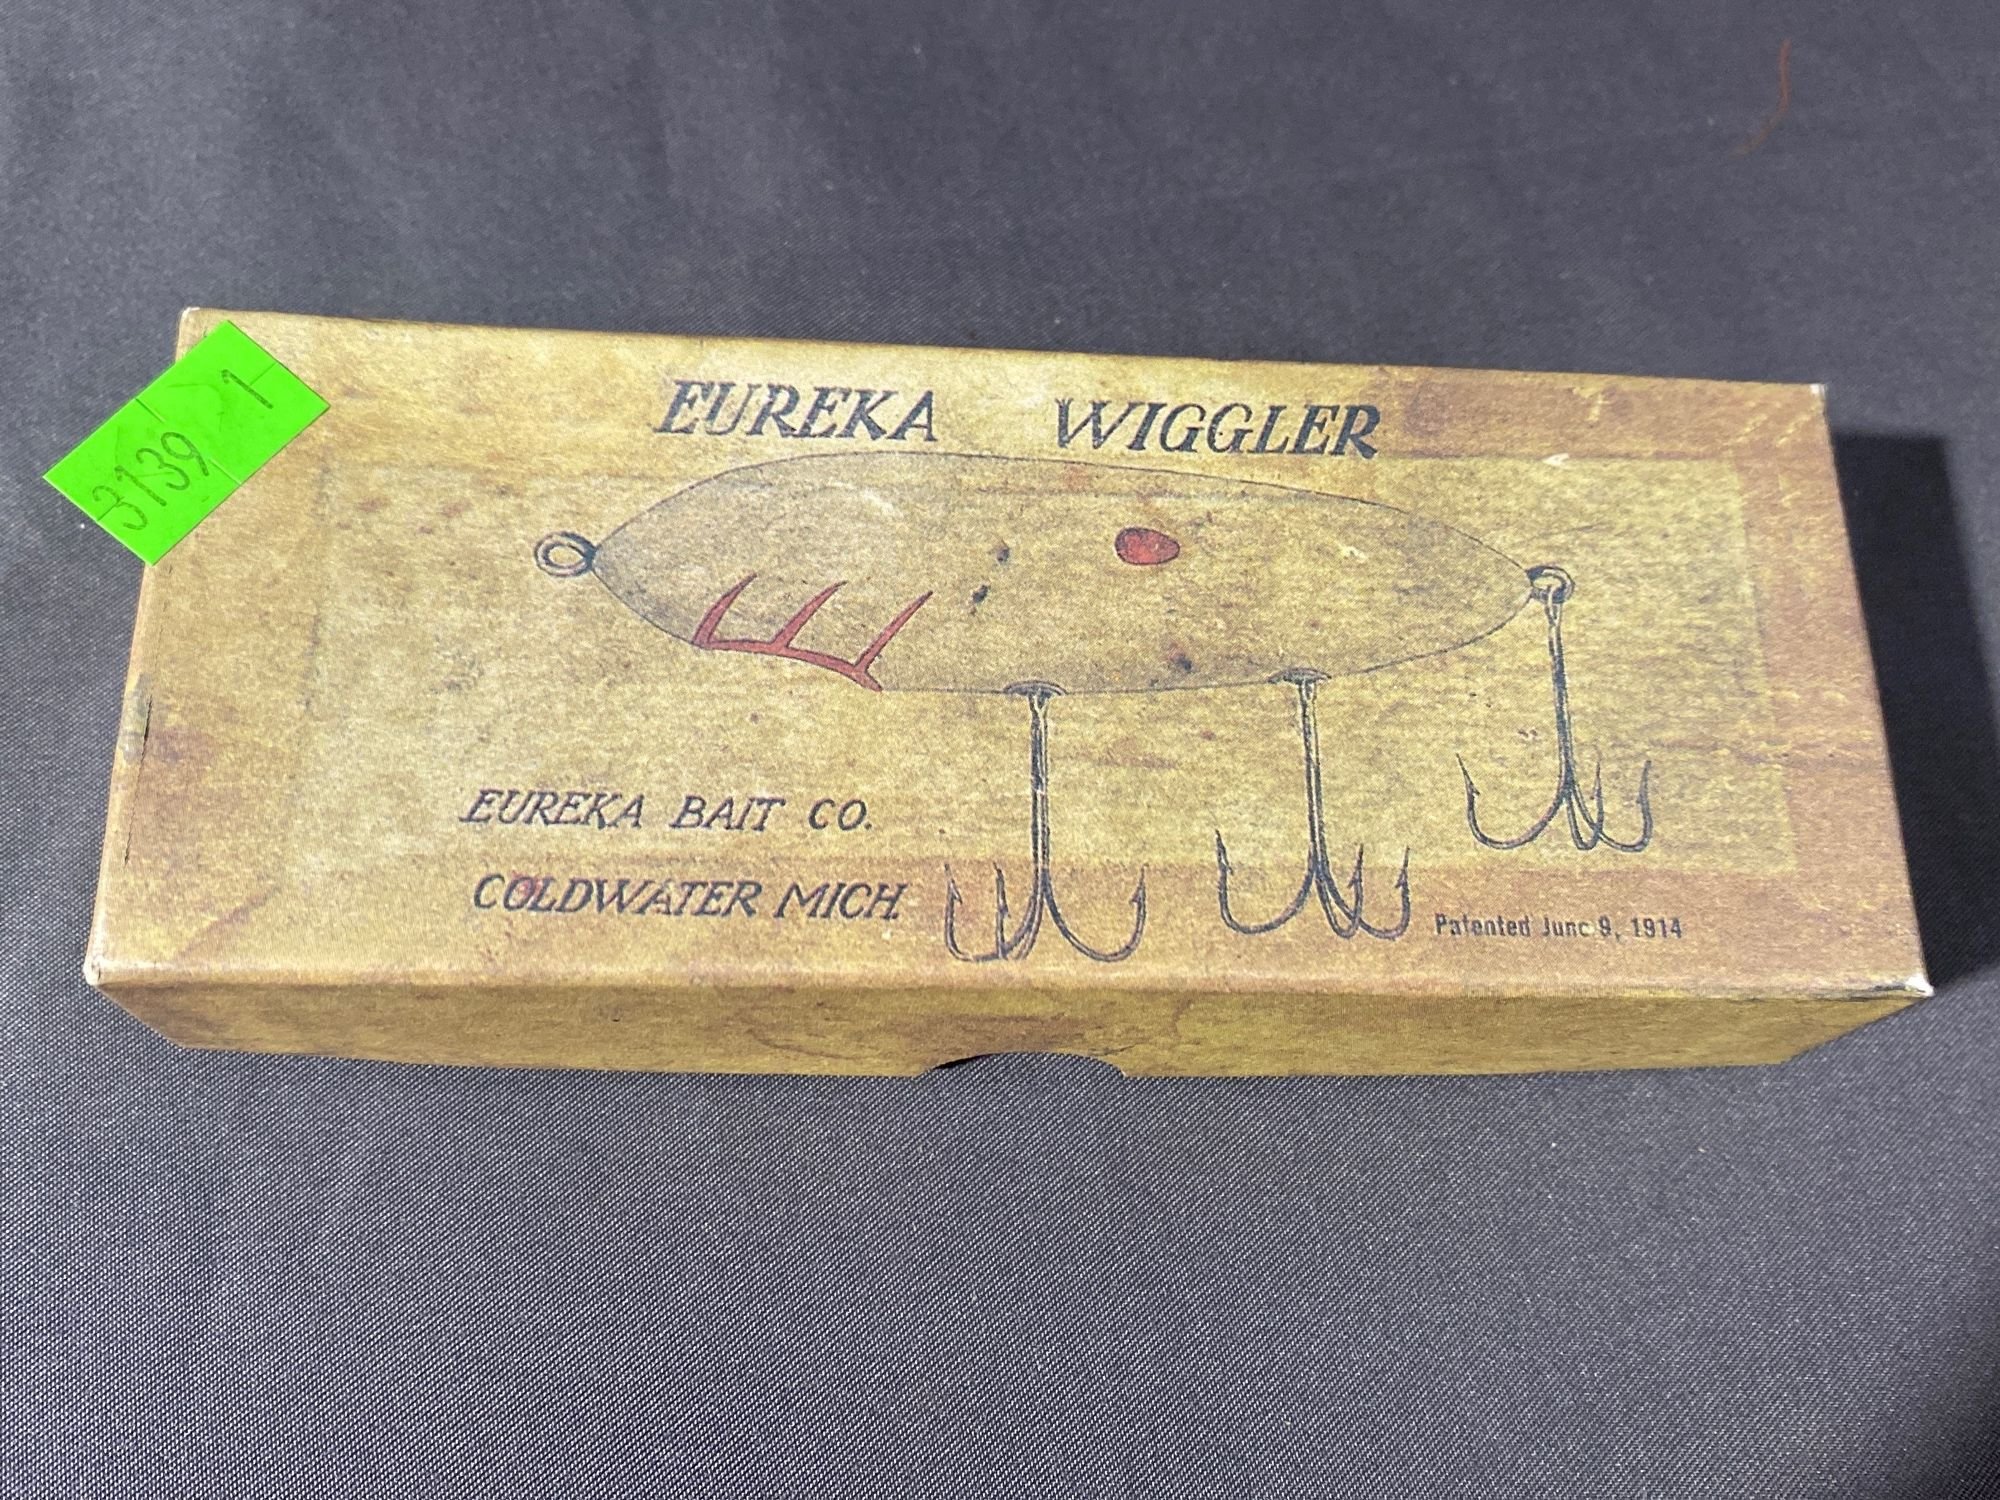 3139 1
EUREKA WIGGLER
EUREKA BAIT CO.
COLDWATER MICH.
Patented June 9, 1914